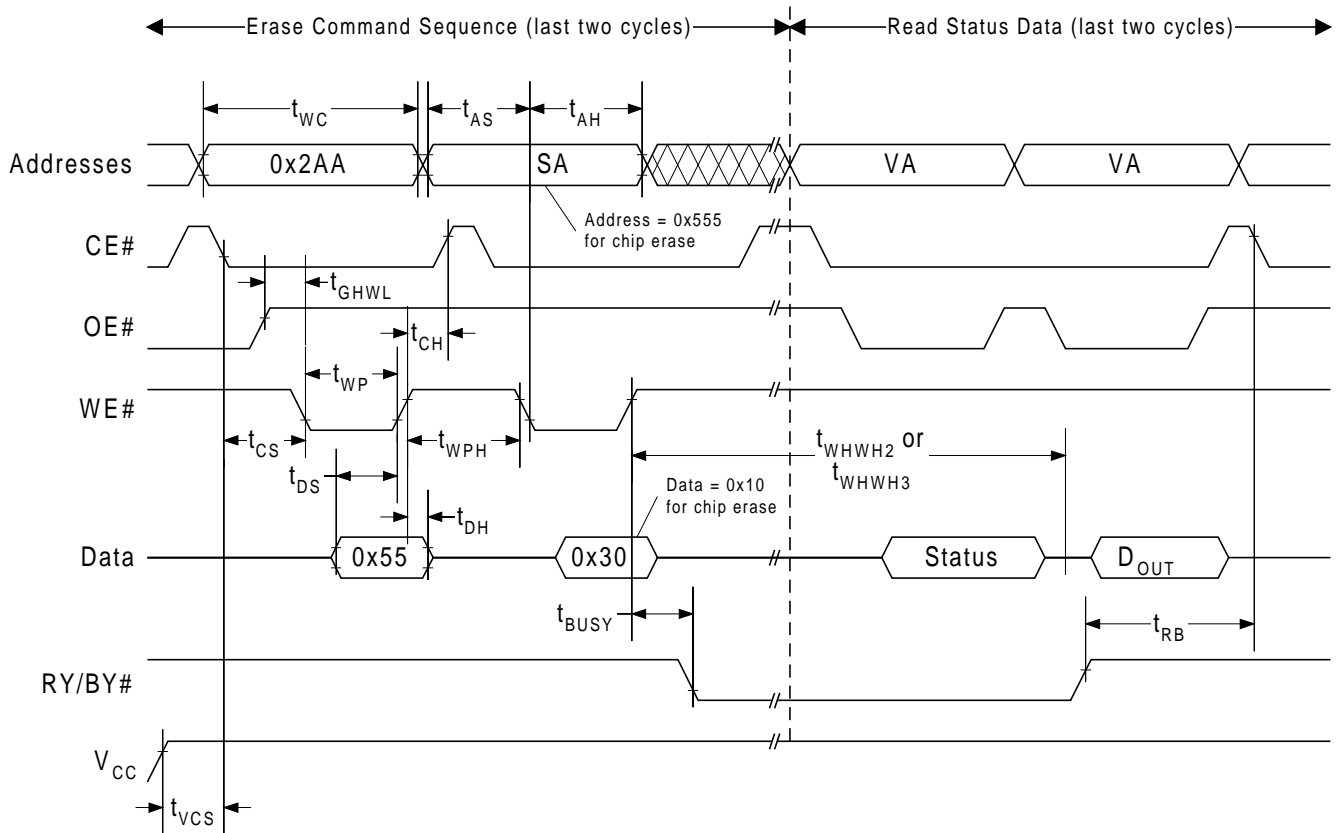 Erase Command Sequence (last two cycles)
Read Status Data (last two cycles)
tWC
tAS
tAH
Addresses
0x2AA
SA
VA
VA
Address = 0x555
for chip erase
CE#
tGHWL
OE#
tCH
tWP
WE#
tCS
tWPH
tWHWH2 or
tWHWH3
tDS
Data = 0x10
for chip erase
tDH
Data
0x55
0x30
Status
DOUT
tBUSY
tRB
RY/BY#
VCC
tVCS